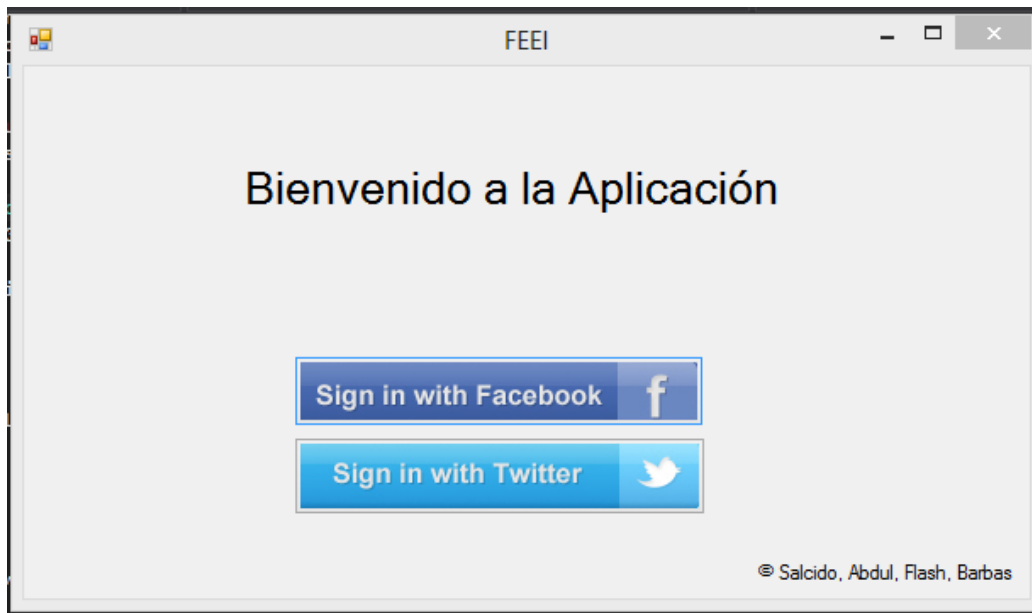 FEEI
Bienvenido a la Aplicación
Sign in with Facebook f
Sign in with Twitter
© Salcido, Abdul, Flash, Barbas